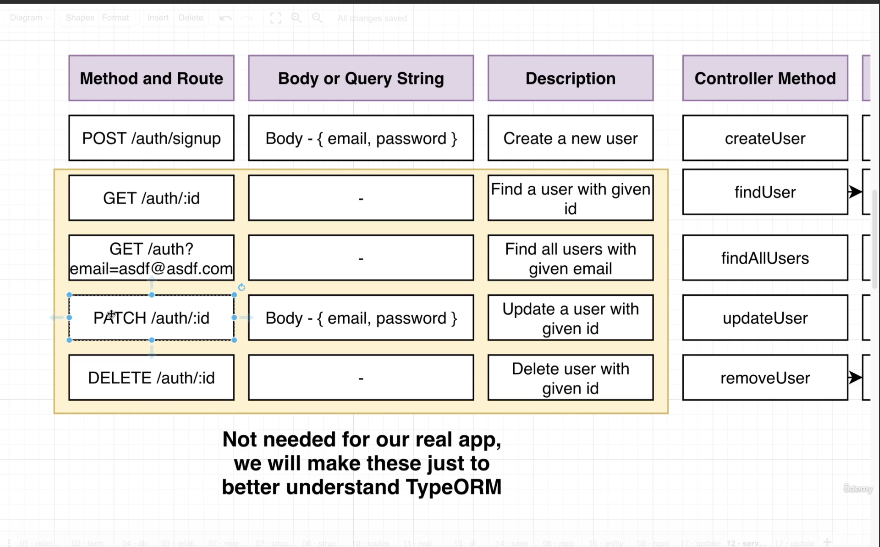 Diagram Shapes Format Insert Delete All changes saved
Method and Route Body or Query String Description Controller Method
POST /auth/signup Body - { email, password } Create a new user createUser
GET /auth/:id - Find a user with given
id findUser
GET /auth?
email=asdf@asdf.com - Find all users with
given email findAllUsers
PATCH /auth/:id Body - { email, password } Update a user with
given id updateUser
DELETE /auth/:id - Delete user with
given id removeUser
Not needed for our real app,
we will make these just to
better understand TypeORM
Udemy